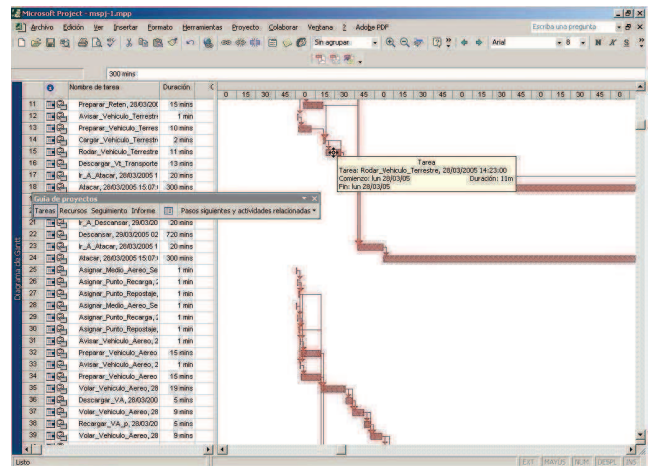 Microsoft Project - mspj-1.mpp
Archivo Edición Ver Insertar Formato Herramientas Proyecto Colaborar Ventana ? Adobe PDF Escriba una pregunta
Sin agrupar Arial 8 N K S
300 mins
Nombre de tarea Duración
0 15 30 45 0 15 30 45 0 15 30 45 0 15 30 45 0 15 30 45 0 15 30 45 0
11 Preparar_Reten, 28/03/200 15 mins
12 Avisar_Vehiculo_Terrestre 1 min
13 Preparar_Vehiculo_Terres 10 mins
14 Cargar_Vehiculo_Terrestre 2 mins
15 Rodar_Vehiculo_Terrestre 11 mins
16 Descargar_Vt_Transporte 13 mins
17 Ir_A_Atacar, 28/03/2005 1 20 mins
18 Atacar, 28/03/2005 15:07: 300 mins
Tarea
Tarea: Rodar_Vehiculo_Terrestre, 28/03/2005 14:23:00
Comienzo: lun 28/03/05 Duración: 11m
Fin: lun 28/03/05
Guía de proyectos
Tareas Recursos Seguimiento Informe Pasos siguientes y actividades relacionadas
21 Ir_A_Descansar, 29/03/20 20 mins
22 Descansar, 29/03/2005 02 720 mins
23 Ir_A_Atacar, 28/03/2005 1 20 mins
24 Atacar, 28/03/2005 15:07: 300 mins
25 Asignar_Medio_Aereo_Se 1 min
26 Asignar_Punto_Recarga, 2 1 min
27 Asignar_Punto_Repostaje, 1 min
28 Asignar_Medio_Aereo_Se 1 min
29 Asignar_Punto_Recarga, 2 1 min
30 Asignar_Punto_Repostaje, 1 min
31 Avisar_Vehiculo_Aereo, 2 1 min
32 Preparar_Vehiculo_Aereo 15 mins
33 Avisar_Vehiculo_Aereo, 2 1 min
34 Preparar_Vehiculo_Aereo 15 mins
35 Volar_Vehiculo_Aereo, 28 19 mins
36 Descargar_VA, 28/03/200 5 mins
37 Volar_Vehiculo_Aereo, 28 9 mins
38 Recargar_VA_p, 28/03/20 5 mins
39 Volar_Vehiculo_Aereo, 28 9 mins
Diagrama de Gantt
Listo EXT MAYÚS NUM DESPL INS